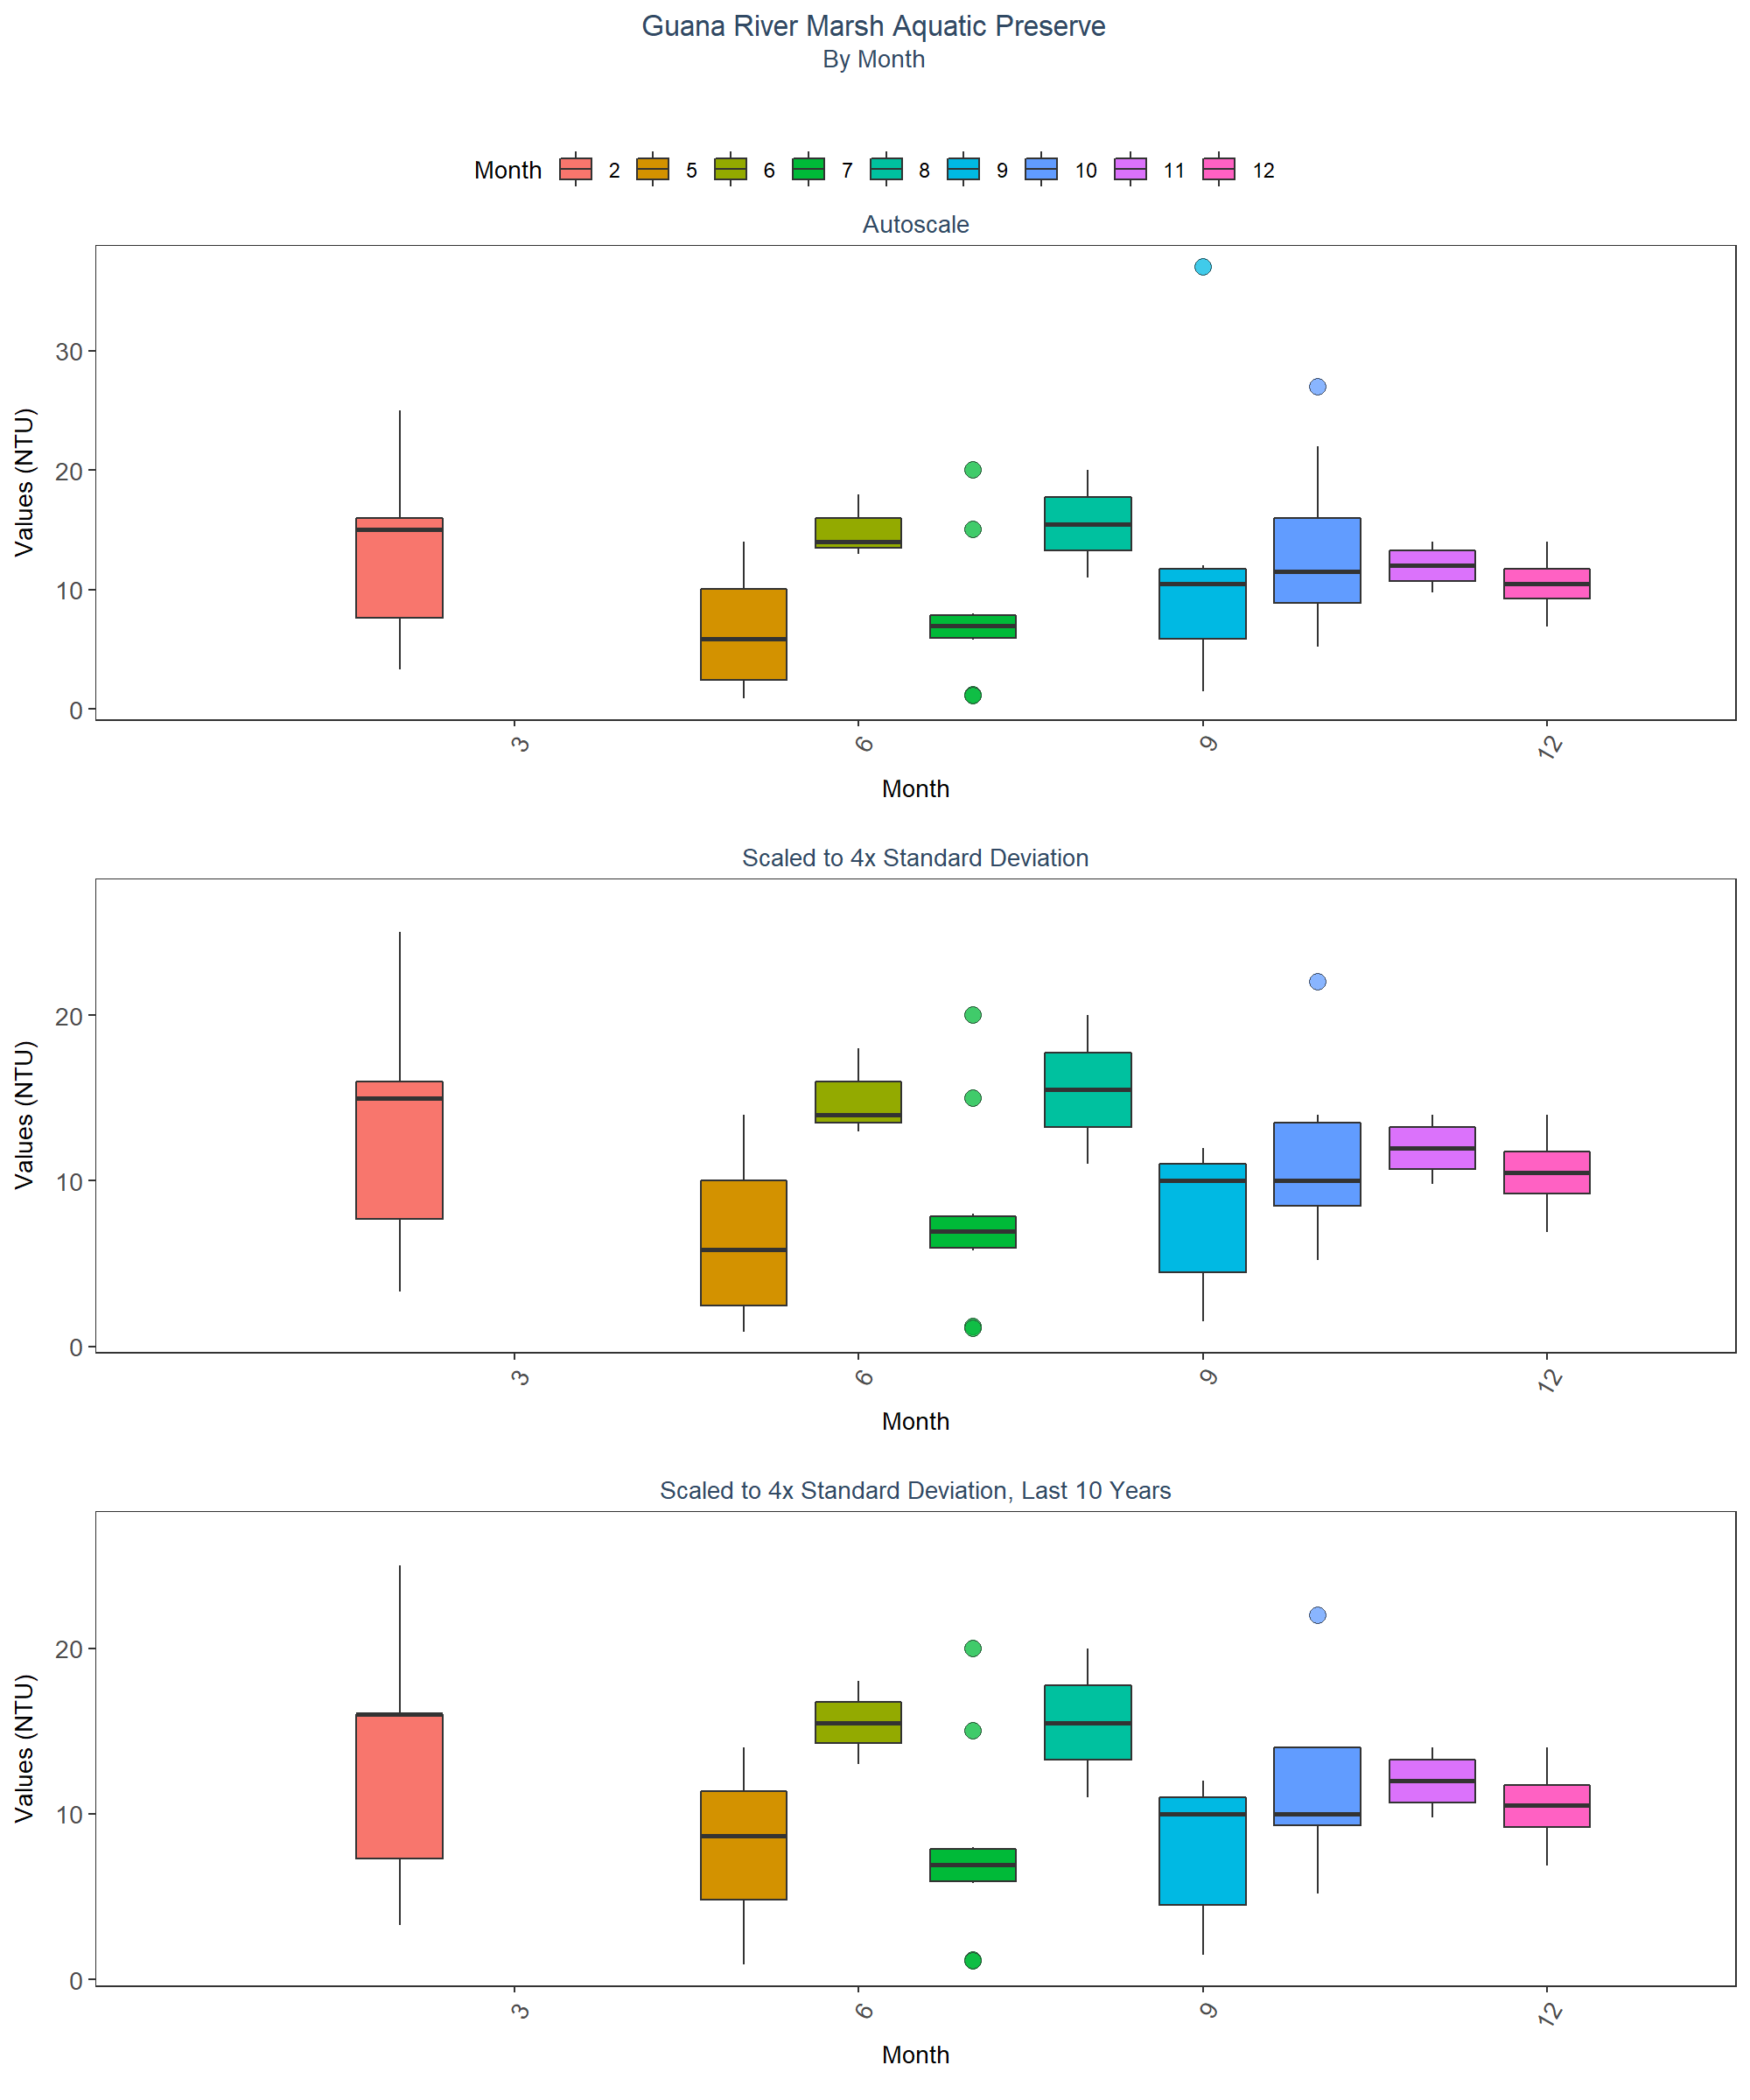 Guana River Marsh Aquatic Preserve
By Month
Month 2 5 6 7 8 9 10 11 12
Autoscale
Values (NTU)
30
20
10
0
3 6 9 12
Month
Scaled to 4x Standard Deviation
Values (NTU)
20
10
0
3 6 9 12
Month
Scaled to 4x Standard Deviation, Last 10 Years
Values (NTU)
20
10
0
3 6 9 12
Month